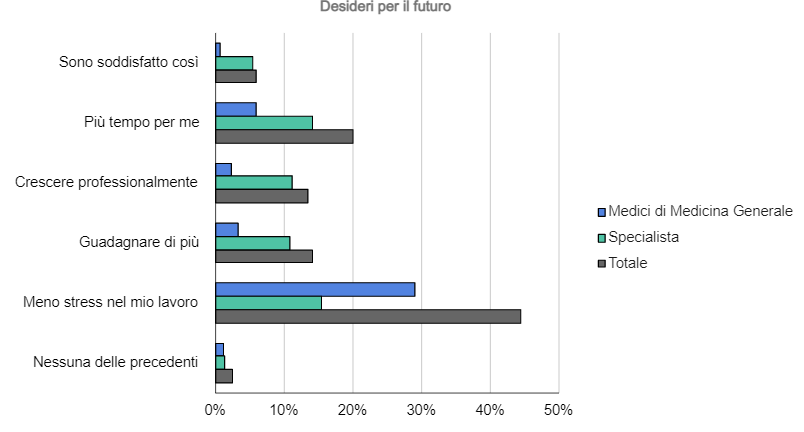 Desideri per il futuro
Sono soddisfatto così
Più tempo per me
Crescere professionalmente
Guadagnare di più
Meno stress nel mio lavoro
Nessuna delle precedenti
0% 10% 20% 30% 40% 50%
Medici di Medicina Generale
Specialista
Totale